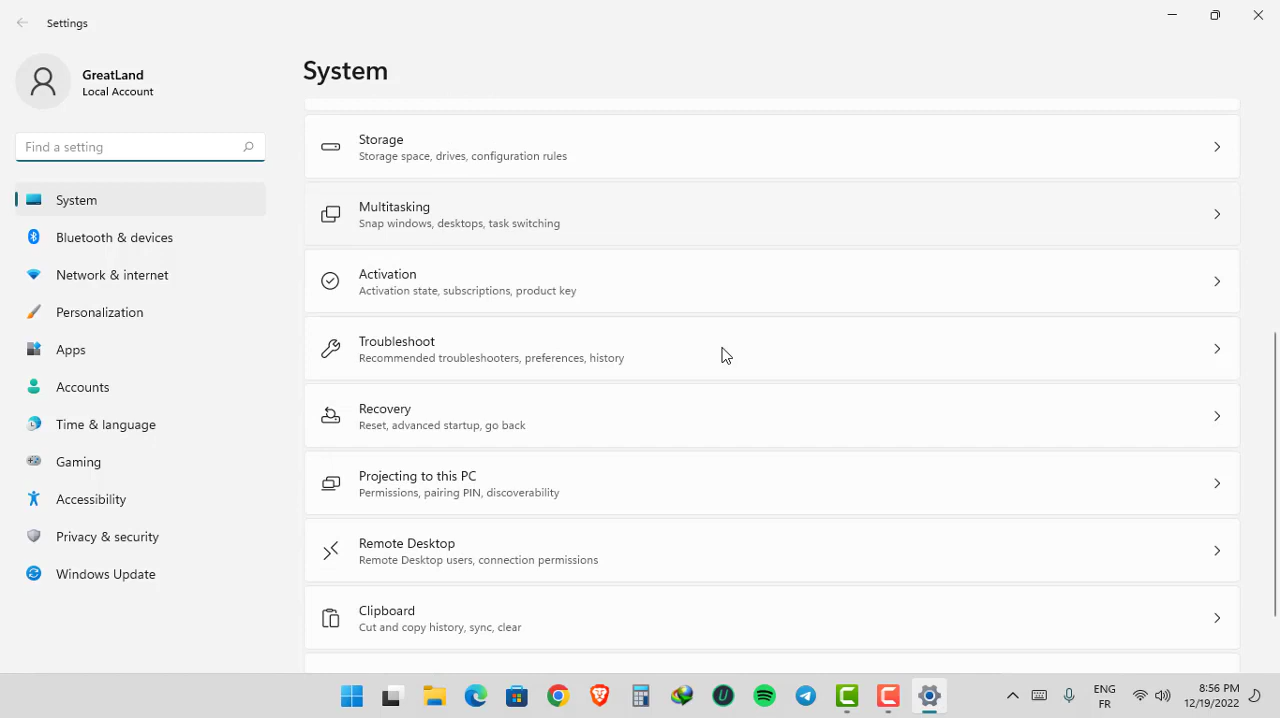 Settings
GreatLand
Local Account
Find a setting
System
Bluetooth & devices
Network & internet
Personalization
Apps
Accounts
Time & language
Gaming
Accessibility
Privacy & security
Windows Update
System
Storage
Storage space, drives, configuration rules
Multitasking
Snap windows, desktops, task switching
Activation
Activation state, subscriptions, product key
Troubleshoot
Recommended troubleshooters, preferences, history
Recovery
Reset, advanced startup, go back
Projecting to this PC
Permissions, pairing PIN, discoverability
Remote Desktop
Remote Desktop users, connection permissions
Clipboard
Cut and copy history, sync, clear
ENG
FR
8:56 PM
12/19/2022